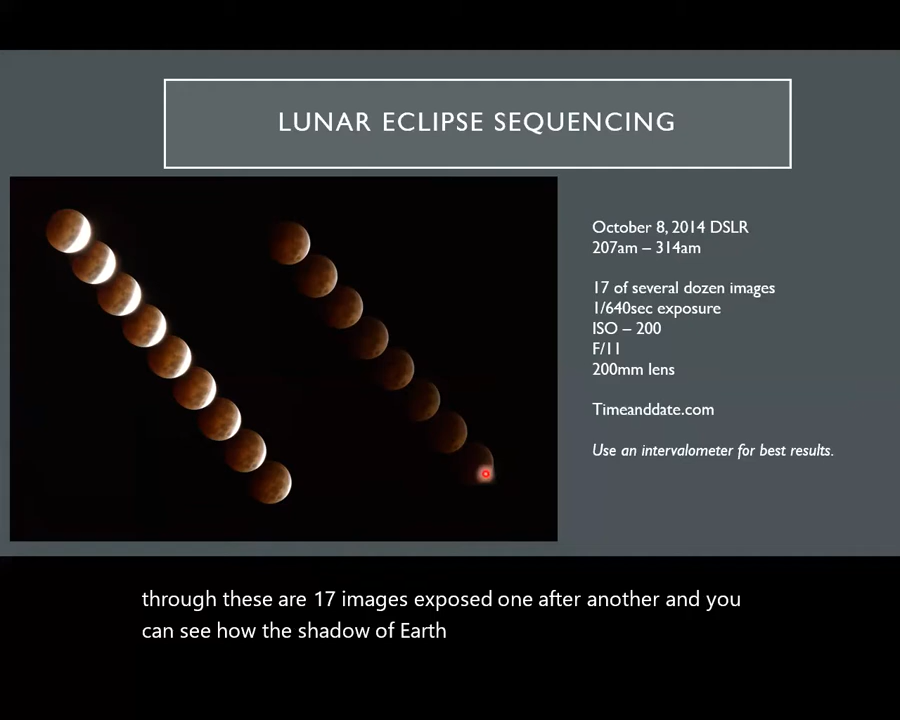 LUNAR ECLIPSE SEQUENCING
October 8, 2014 DSLR
207am – 314am
17 of several dozen images
1/640sec exposure
ISO – 200
F/11
200mm lens
Timeanddate.com
Use an intervalometer for best results.
through these are 17 images exposed one after another and you
can see how the shadow of Earth